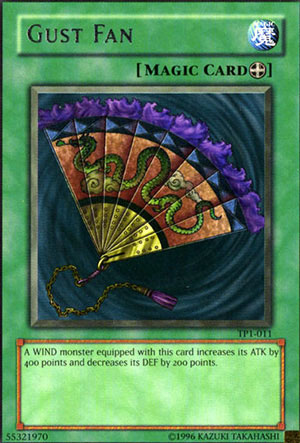 GUST FAN
魔
[MAGIC CARD]
TP1-011
A WIND monster equipped with this card increases its ATK by
400 points and decreases its DEF by 200 points.
55321970
©1996 KAZUKI TAKAHASHI